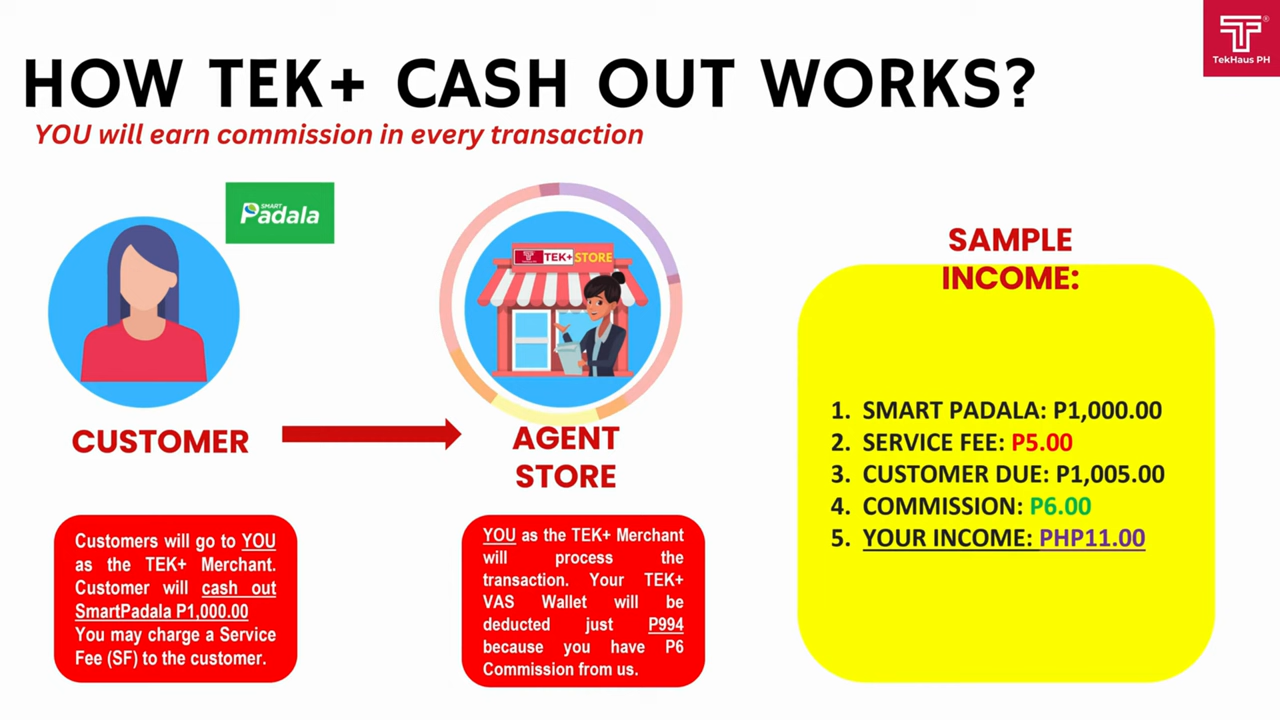 TekHaus PH
HOW TEK+ CASH OUT WORKS?
YOU will earn commission in every transaction
SMART
Padala
TekHaus PH
TEK+
STORE
CUSTOMER
AGENT
STORE
Customers will go to YOU
as the TEK+ Merchant.
Customer will cash out
SmartPadala P1,000.00
You may charge a Service
Fee (SF) to the customer.
YOU as the TEK+ Merchant
will process the
transaction. Your TEK+
VAS Wallet will be
deducted just P994
because you have P6
Commission from us.
SAMPLE
INCOME:
1. SMART PADALA: P1,000.00
2. SERVICE FEE: P5.00
3. CUSTOMER DUE: P1,005.00
4. COMMISSION: P6.00
5. YOUR INCOME: PHP11.00